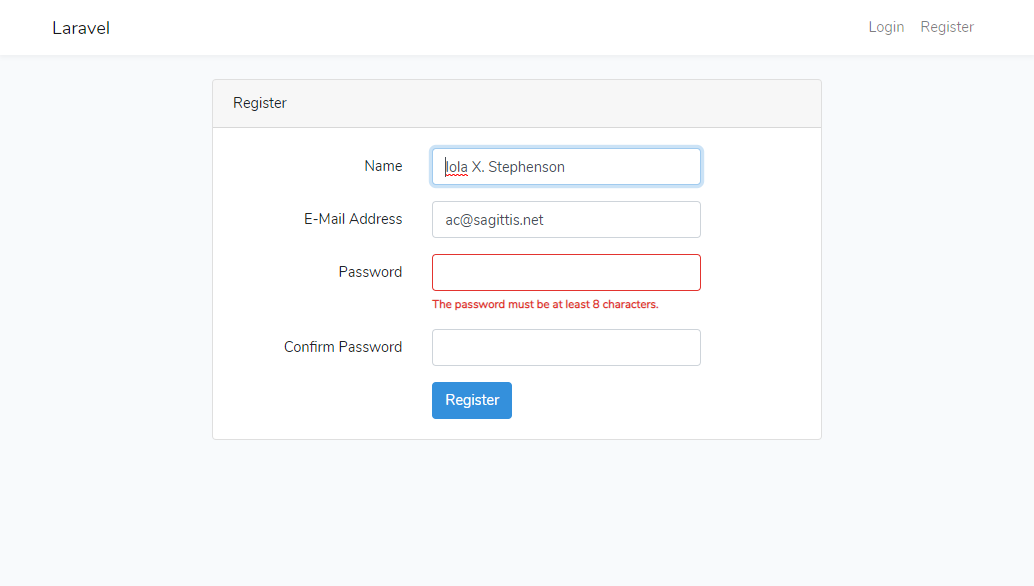 Laravel
Login Register
Register
Name
Iola X. Stephenson
E-Mail Address
ac@sagittis.net
Password
The password must be at least 8 characters.
Confirm Password
Register